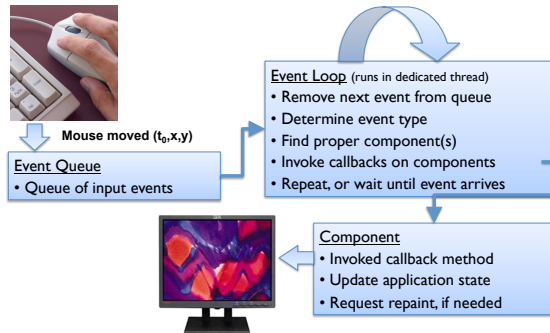 Mouse moved (t0,x,y)
Event Queue
• Queue of input events
Event Loop (runs in dedicated thread)
• Remove next event from queue
• Determine event type
• Find proper component(s)
• Invoke callbacks on components
• Repeat, or wait until event arrives
Component
• Invoked callback method
• Update application state
• Request repaint, if needed